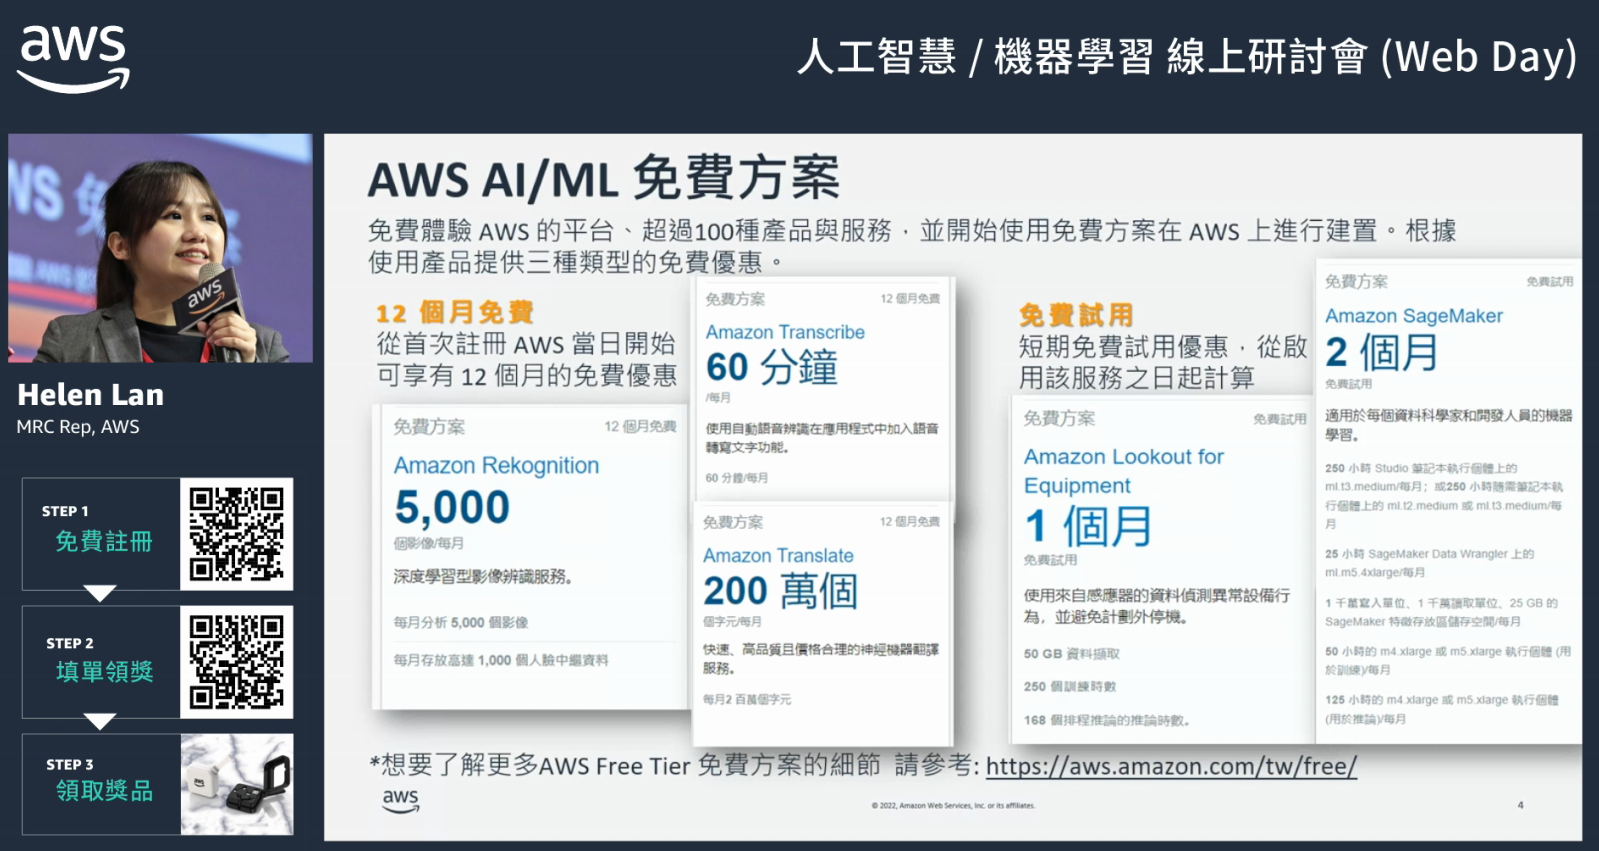 aws
人工智慧 / 機器學習 線上研討會 (Web Day)
aws
Helen Lan
MRC Rep, AWS
STEP 1
免費註冊
STEP 2
填單領獎
STEP 3
領取獎品
AWS AI/ML 免費方案
免費體驗 AWS 的平台、超過100種產品與服務，並開始使用免費方案在 AWS 上進行建置。根據
使用產品提供三種類型的免費優惠。
12 個月免費
從首次註冊 AWS 當日開始
可享有 12 個月的免費優惠
免費方案 12 個月免費
Amazon Rekognition
5,000
個影像/每月
深度學習型影像辨識服務。
每月分析 5,000 個影像
每月存放高達 1,000 個人臉中繼資料
免費方案 12 個月免費
Amazon Transcribe
60 分鐘
/每月
使用自動語音辨識在應用程式中加入語音
轉寫文字功能。
60 分鐘/每月
免費方案 12 個月免費
Amazon Translate
200 萬個
個字元/每月
快速、高品質且價格合理的神經機器翻譯
服務。
每月2 百萬個字元
免費試用
短期免費試用優惠，從啟
用該服務之日起計算
免費方案 免費試用
Amazon Lookout for
Equipment
1 個月
免費試用
使用來自感應器的資料偵測異常設備行
為，並避免計劃外停機。
50 GB 資料擷取
250 個訓練時數
168 個排程推論的推論時數。
免費方案 免費試用
Amazon SageMaker
2 個月
免費試用
適用於每個資料科學家和開發人員的機器
學習。
250 小時 Studio 筆記本執行個體上的
ml.t3.medium/每月；或250 小時隨需筆記本執
行個體上的 ml.t2.medium 或 ml.t3.medium/每
月
25 小時 SageMaker Data Wrangler 上的
ml.m5.4xlarge/每月
1 千萬寫入單位、1 千萬讀取單位、25 GB 的
SageMaker 特徵存放區儲存空間/每月
50 小時的 m4.xlarge 或 m5.xlarge 執行個體 (用
於訓練)/每月
125 小時的 m4.xlarge 或 m5.xlarge 執行個體
(用於推論)/每月
*想要了解更多AWS Free Tier 免費方案的細節 請參考: https://aws.amazon.com/tw/free/
aws
© 2022, Amazon Web Services, Inc. or its affiliates.
4